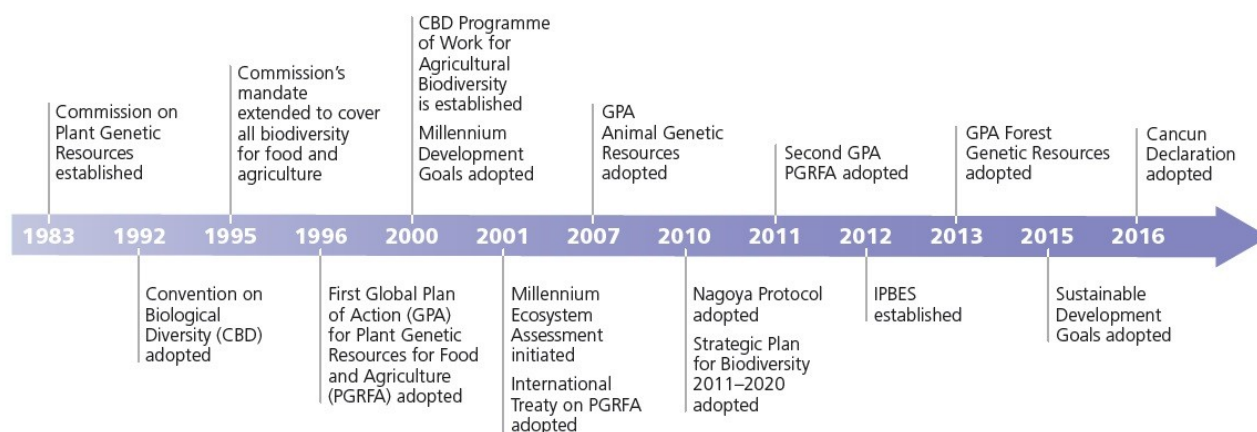 CBD Programme
of Work for
Agricultural
Biodiversity
is established
Millennium
Development
Goals adopted
Commission's
mandate
extended to cover
all biodiversity
for food and
agriculture
Commission on
Plant Genetic
Resources
established
GPA
Animal Genetic
Resources
adopted
Second GPA
PGRFA adopted
GPA Forest
Genetic Resources
adopted
Cancun
Declaration
adopted
1983 1992 1995 1996 2000 2001 2007 2010 2011 2012 2013 2015 2016
Convention on
Biological
Diversity (CBD)
adopted
First Global Plan
of Action (GPA)
for Plant Genetic
Resources for Food
and Agriculture
(PGRFA) adopted
Millennium
Ecosystem
Assessment
initiated
International
Treaty on PGRFA
adopted
Nagoya Protocol
adopted
Strategic Plan
for Biodiversity
2011–2020
adopted
IPBES
established
Sustainable
Development
Goals adopted